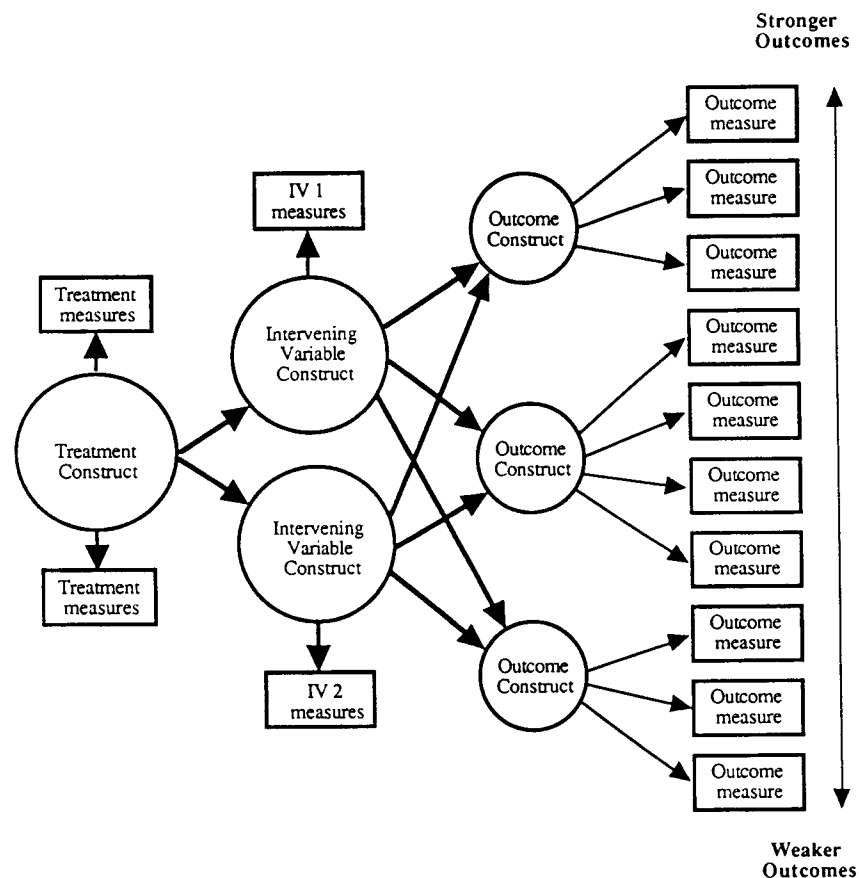 Stronger
Outcomes
Outcome
measure
Outcome
measure
Outcome
measure
Outcome
measure
Outcome
measure
Outcome
measure
Outcome
measure
Outcome
measure
Outcome
measure
Outcome
measure
Weaker
Outcomes
Outcome
Construct
Outcome
Construct
Outcome
Construct
IV 1
measures
Intervening
Variable
Construct
Intervening
Variable
Construct
IV 2
measures
Treatment
measures
Treatment
Construct
Treatment
measures